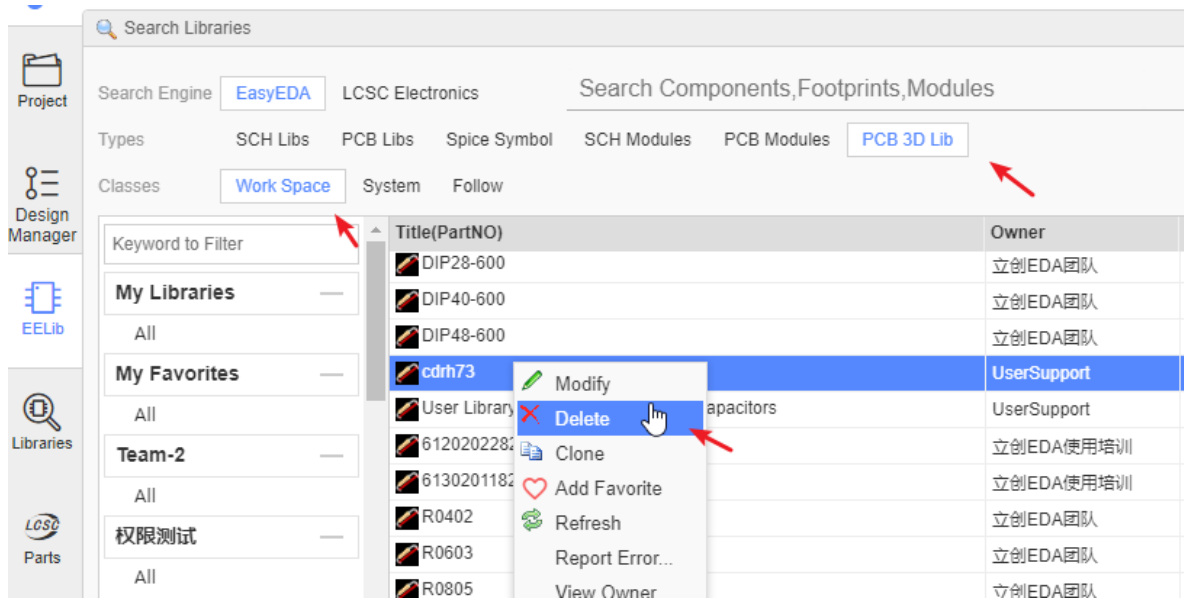 Search Libraries
Project
Search Engine EasyEDA LCSC Electronics Search Components,Footprints,Modules
Types SCH Libs PCB Libs Spice Symbol SCH Modules PCB Modules PCB 3D Lib
Classes Work Space System Follow
Design
Manager
Keyword to Filter
Title(PartNO) Owner
DIP28-600 立创EDA团队
My Libraries
DIP40-600 立创EDA团队
EELib
All
DIP48-600 立创EDA团队
My Favorites
cdrh73 UserSupport
Modify
All
User Library apacitors UserSupport
Delete
Libraries
Team-2
612020228 立创EDA使用培训
Clone
All
613020118 立创EDA使用培训
Add Favorite
LCSC
Parts
权限测试
R0402 立创EDA团队
Refresh
R0603 立创EDA团队
Report Error...
All
R0805 立创EDA团队
View Owner